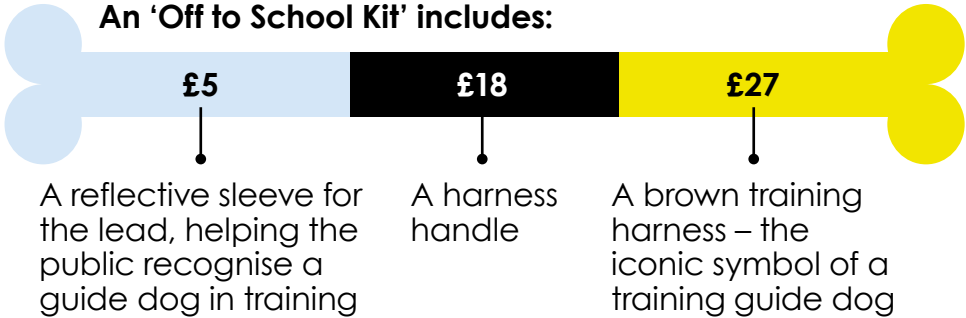 An ‘Off to School Kit’ includes:
£5
£18
£27
A reflective sleeve for
the lead, helping the
public recognise a
guide dog in training
A harness
handle
A brown training
harness – the
iconic symbol of a
training guide dog